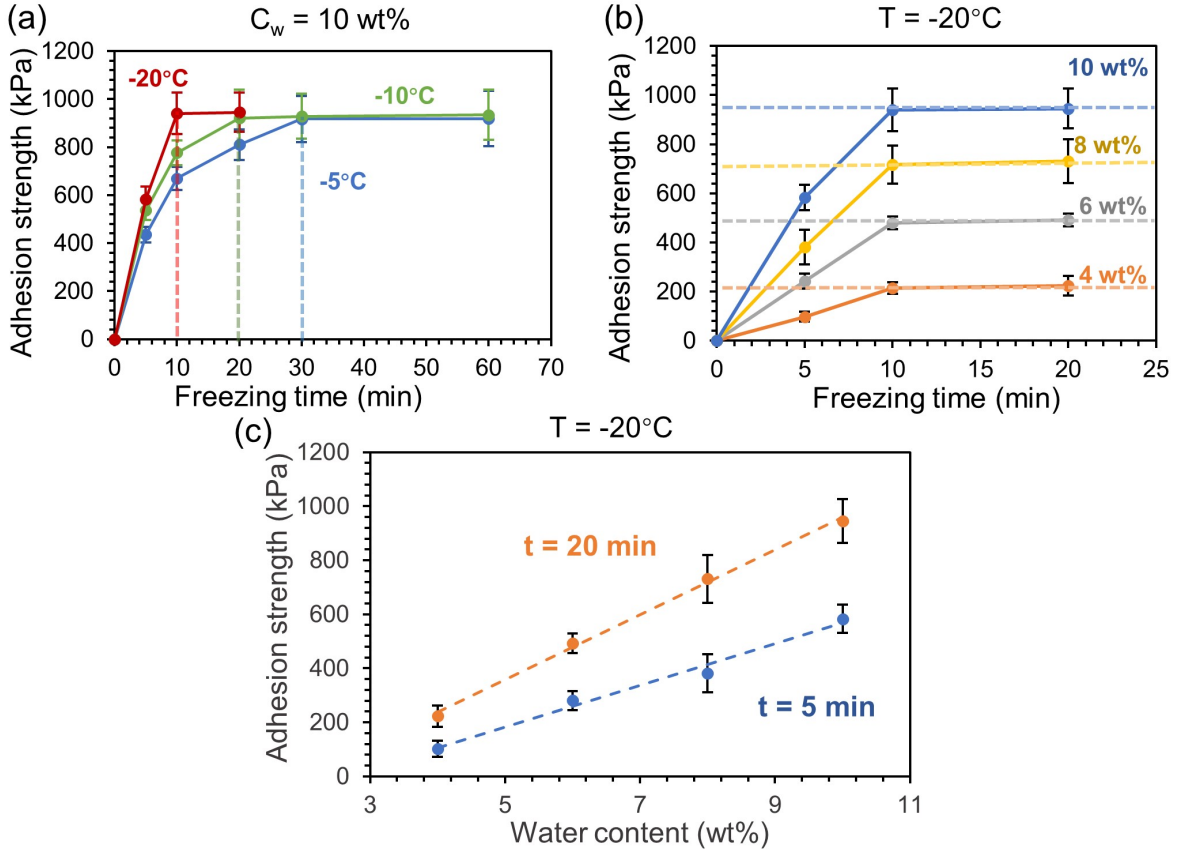 (a)
C_w = 10 wt%
Adhesion strength (kPa)
1200
1000
800
600
400
200
0
-20°C
-10°C
-5°C
0 10 20 30 40 50 60 70
Freezing time (min)
(b)
T = -20°C
Adhesion strength (kPa)
1200
1000
800
600
400
200
0
10 wt%
8 wt%
6 wt%
4 wt%
0 5 10 15 20 25
Freezing time (min)
(c)
T = -20°C
Adhesion strength (kPa)
1200
1000
800
600
400
200
0
t = 20 min
t = 5 min
3 5 7 9 11
Water content (wt%)